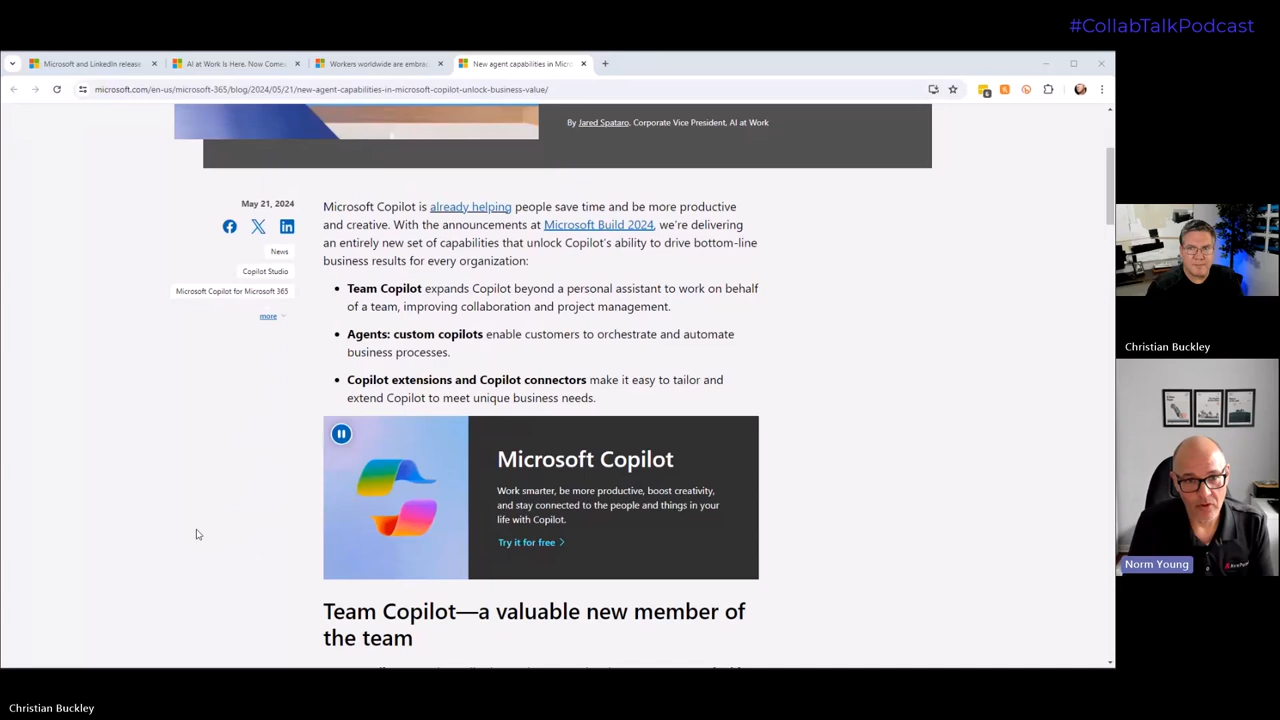 #CollabTalkPodcast
Microsoft and LinkedIn release
AI at Work Is Here. Now Comes
Workers worldwide are embrac
New agent capabilities in Micr
microsoft.com/en-us/microsoft-365/blog/2024/05/21/new-agent-capabilities-in-microsoft-copilot-unlock-business-value/
By Jared Spataro, Corporate Vice President, AI at Work
May 21, 2024
News
Copilot Studio
Microsoft Copilot for Microsoft 365
more
Microsoft Copilot is already helping people save time and be more productive
and creative. With the announcements at Microsoft Build 2024, we're delivering
an entirely new set of capabilities that unlock Copilot's ability to drive bottom-line
business results for every organization:
• Team Copilot expands Copilot beyond a personal assistant to work on behalf
of a team, improving collaboration and project management.
• Agents: custom copilots enable customers to orchestrate and automate
business processes.
• Copilot extensions and Copilot connectors make it easy to tailor and
extend Copilot to meet unique business needs.
Microsoft Copilot
Work smarter, be more productive, boost creativity,
and stay connected to the people and things in your
life with Copilot.
Try it for free
Team Copilot—a valuable new member of
the team
Christian Buckley
Norm Young
Christian Buckley